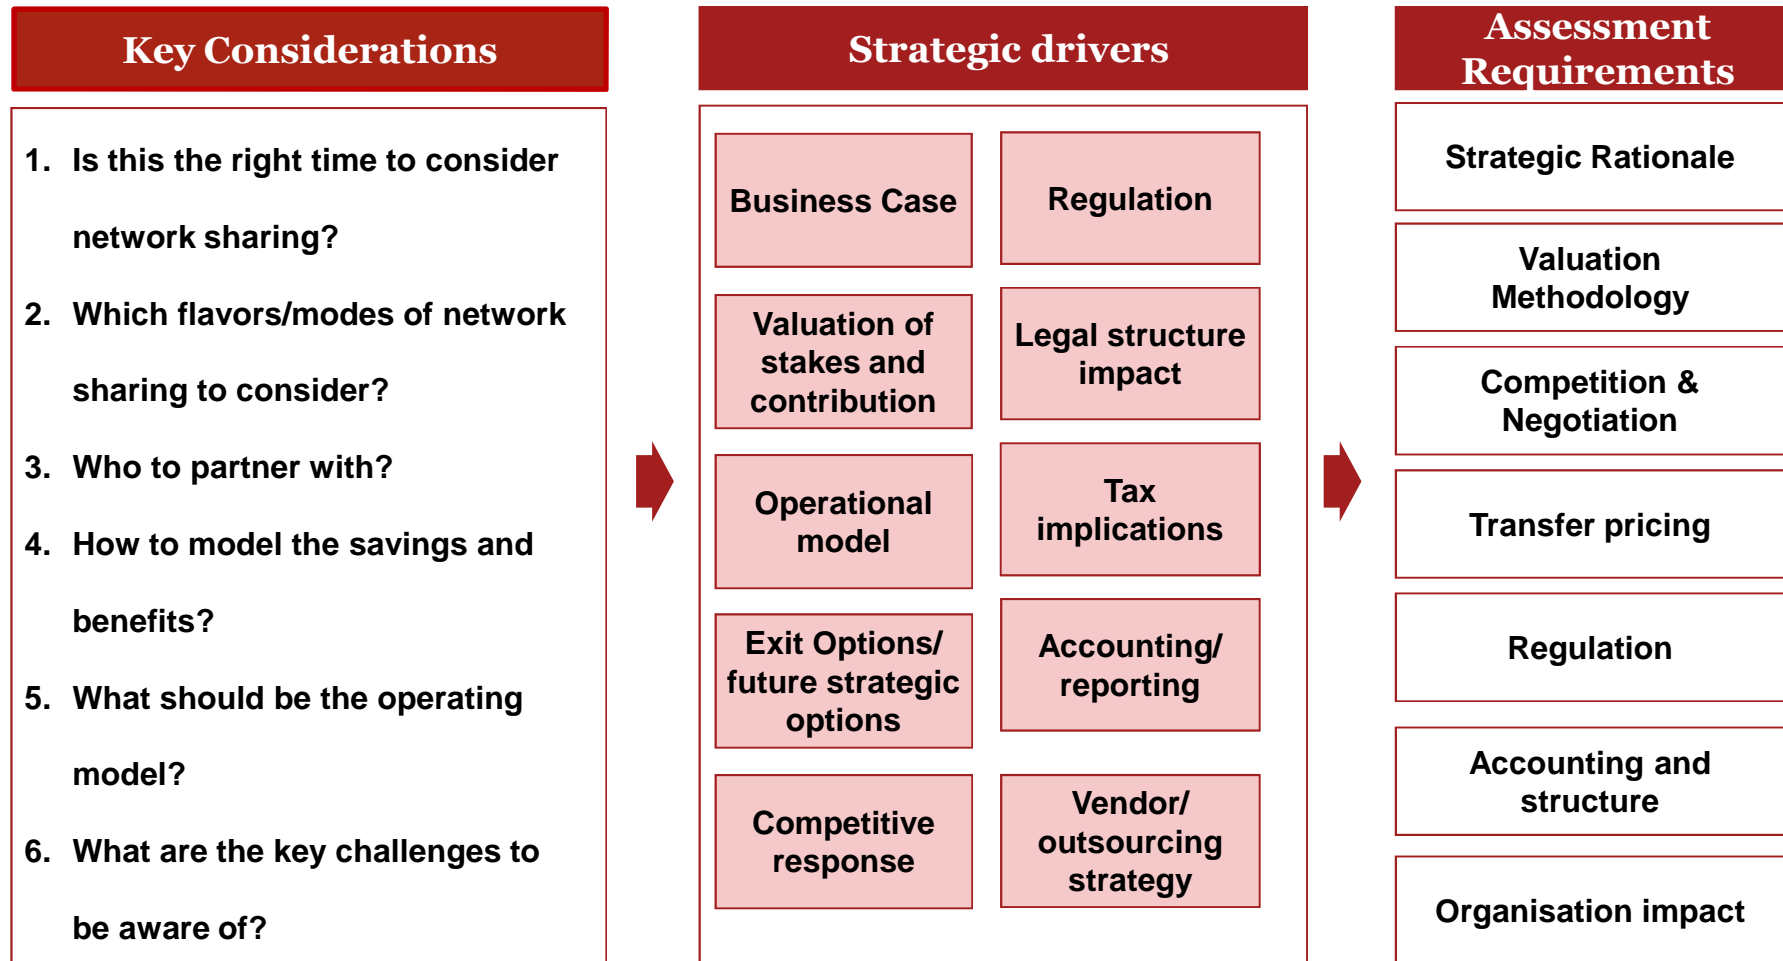 Key Considerations
1. Is this the right time to consider
network sharing?
2. Which flavors/modes of network
sharing to consider?
3. Who to partner with?
4. How to model the savings and
benefits?
5. What should be the operating
model?
6. What are the key challenges to
be aware of?
Strategic drivers
Business Case
Regulation
Valuation of
stakes and
contribution
Legal structure
impact
Operational
model
Tax
implications
Exit Options/
future strategic
options
Accounting/
reporting
Competitive
response
Vendor/
outsourcing
strategy
Assessment
Requirements
Strategic Rationale
Valuation
Methodology
Competition &
Negotiation
Transfer pricing
Regulation
Accounting and
structure
Organisation impact